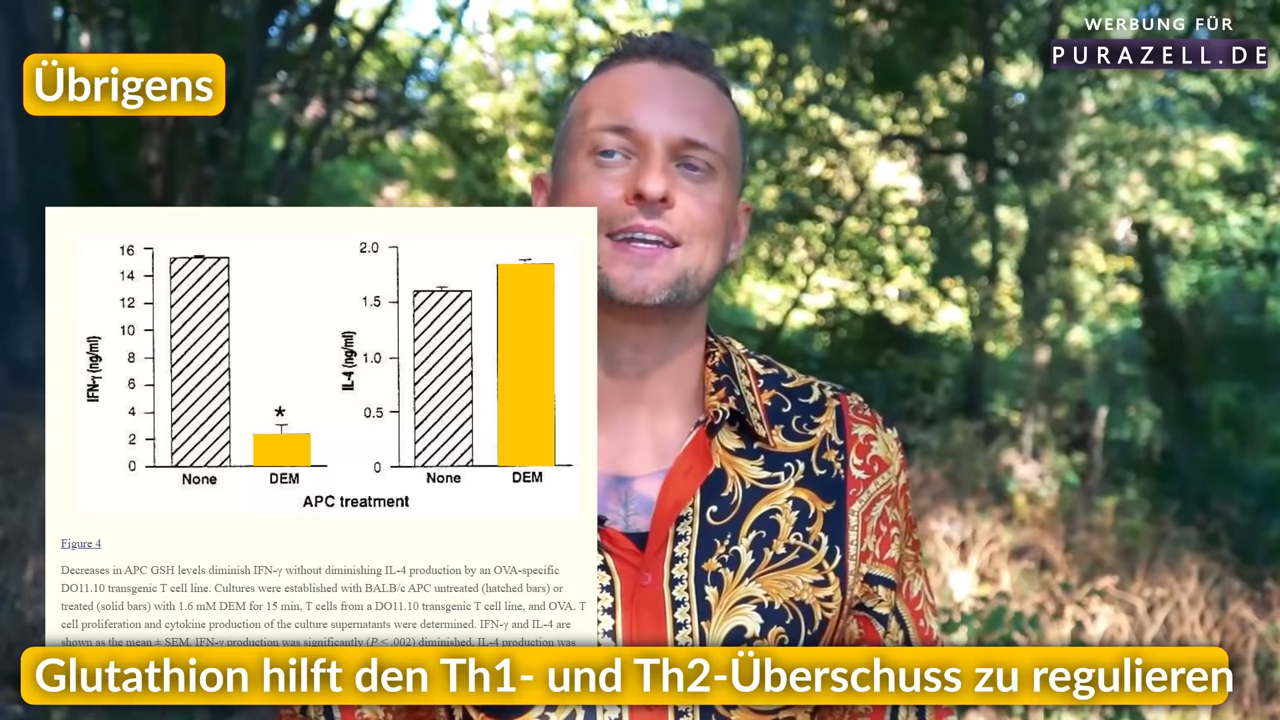 WERBUNG FÜR
PURAZELL.DE
Übrigens
16
14
12
10
8
6
4
2
0
IFN-γ (ng/ml)
*
None
DEM
2.0
1.5
1.0
0.5
0
IL-4 (ng/ml)
None
DEM
APC treatment
Figure 4
Decreases in APC GSH levels diminish IFN-γ without diminishing IL-4 production by an OVA-specific
DO11.10 transgenic T cell line. Cultures were established with BALB/c APC untreated (hatched bars) or
treated (solid bars) with 1.6 mM DEM for 15 min, T cells from a DO11.10 transgenic T cell line, and OVA. T
cell proliferation and cytokine production of the culture supernatants were determined. IFN-γ and IL-4 are
shown as the mean ± SEM. IFN-γ production was significantly (P < .002) diminished. IL-4 production was
Glutathion hilft den Th1- und Th2-Überschuss zu regulieren